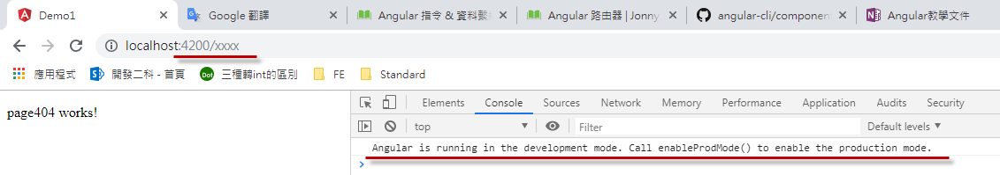 Demo1
Google 翻譯
Angular 指令 & 資料繫
Angular 路由器 | Jonny
angular-cli/componen
Angular教學文件
localhost:4200/xxxx
應用程式
開發二科 - 首頁
Dot
三種轉int的區別
FE
Standard
page404 works!
Elements
Console
Sources
Network
Memory
Performance
Application
Audits
Security
top
Filter
Default levels
Angular is running in the development mode. Call enableProdMode() to enable the production mode.